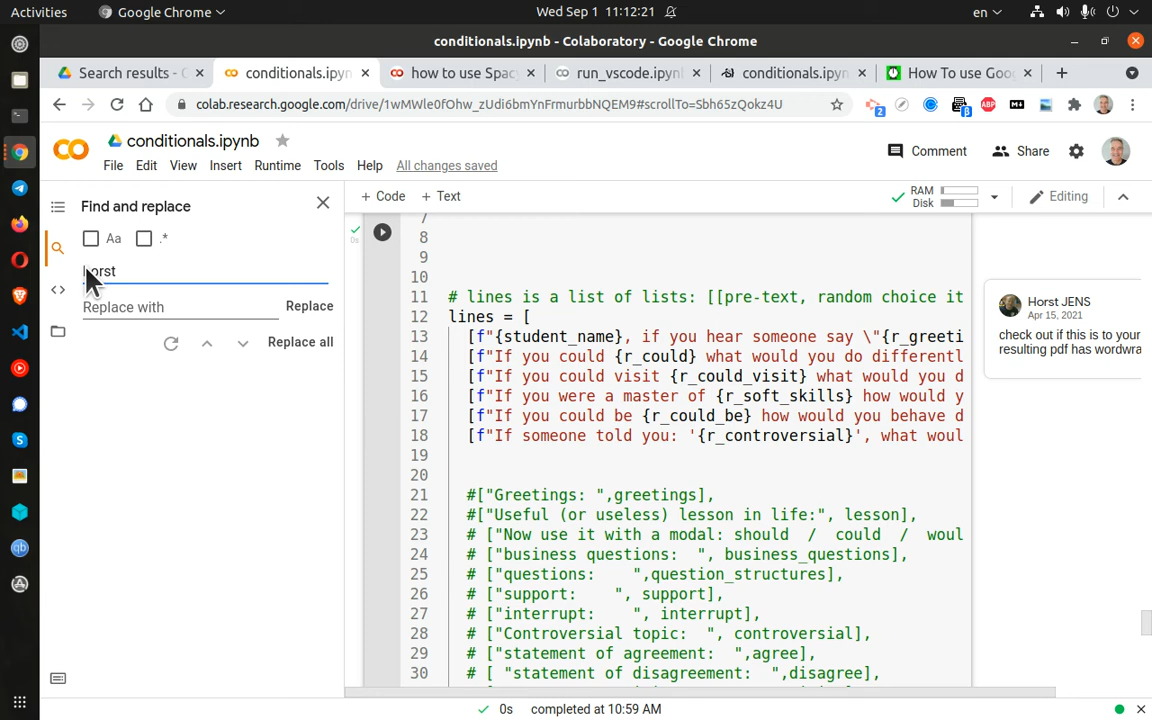 Activities
Google Chrome
Wed Sep 1 11:12:21
en
conditionals.ipynb - Colaboratory - Google Chrome
Search results - C
conditionals.ipyn
how to use Spac
run_vscode.ipyn
conditionals.ipyn
How To use Goo
colab.research.google.com/drive/1wMWle0fOhw_zUdi6bmYnFrmurbbNQEM9#scrollTo=Sbh65zQokz4U
2
β
ABP
conditionals.ipynb
File Edit View Insert Runtime Tools Help All changes saved
Comment
Share
+ Code + Text
RAM
Disk
Editing
Find and replace
Aa
.*
orst
Replace with
Replace
Replace all
0s
7
8
9
10
11 # lines is a list of lists: [[pre-text, random choice it
12 lines = [
13 [f"{student_name}, if you hear someone say \"{r_greeti
14 [f"If you could {r_could} what would you do differentl
15 [f"If you could visit {r_could_visit} what would you d
16 [f"If you were a master of {r_soft_skills} how would y
17 [f"If you could be {r_could_be} how would you behave d
18 [f"If someone told you: '{r_controversial}', what woul
19
20
21 #["Greetings: ",greetings],
22 #["Useful (or useless) lesson in life:", lesson],
23 # ["Now use it with a modal: should / could / woul
24 # ["business questions: ", business_questions],
25 # ["questions: ",question_structures],
26 # ["support: ", support],
27 # ["interrupt: ", interrupt],
28 # ["Controversial topic: ", controversial],
29 # ["statement of agreement: ",agree],
30 # [ "statement of disagreement: ",disagree],
Horst JENS
Apr 15, 2021
check out if this is to your
resulting pdf has wordwra
0s completed at 10:59 AM